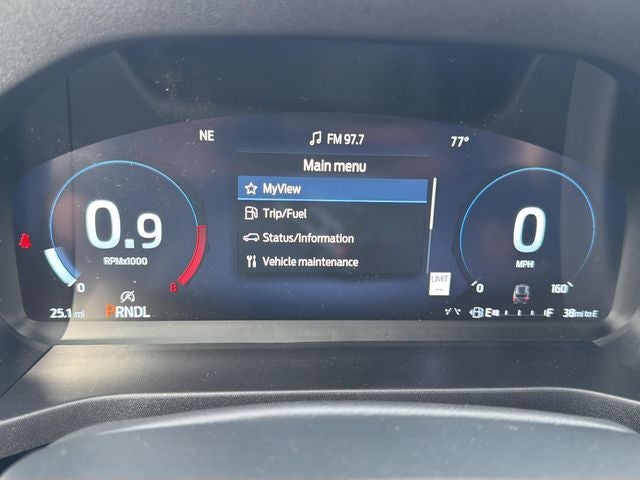 NE
FM 97.7
77°
Main menu
MyView
Trip/Fuel
Status/Information
Vehicle maintenance
0.9
RPMx1000
0
8
0
MPH
0
160
LIMIT
--
25.1 mi
PRNDL
E
F
38 mi to E